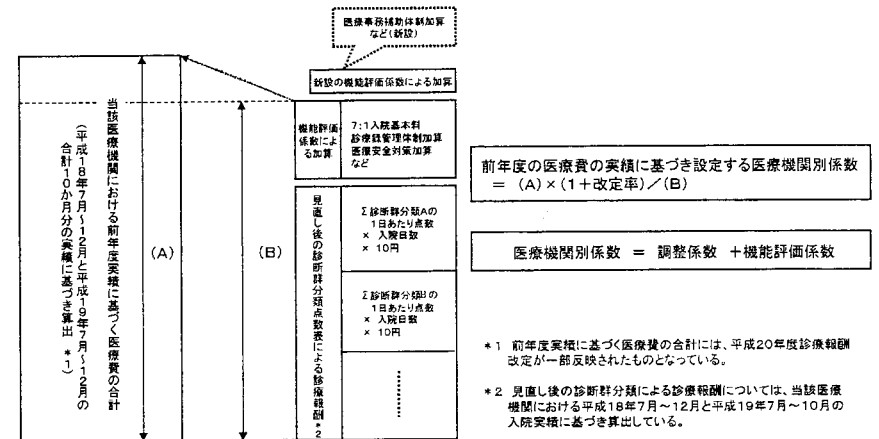 医療事務補助体制加算
など(新設)
新設の機能評価係数による加算
当該医療機関における前年度実績に基づく医療費の合計
(平成18年7月~12月と平成19年7月~12月の
合計10か月分の実績に基づき算出 *1)
(A)
(B)
機能評価
係数によ
る加算
7:1入院基本料
診療録管理体制加算
医療安全対策加算
など
見直し後の診断群分類点数表による診療報酬*2
Σ診断群分類Aの
1日あたり点数
× 入院日数
× 10円
Σ診断群分類Bの
1日あたり点数
× 入院日数
× 10円
前年度の医療費の実績に基づき設定する医療機関別係数
= (A)×(1+改定率)/(B)
医療機関別係数 = 調整係数 +機能評価係数
*1 前年度実績に基づく医療費の合計には、平成20年度診療報酬
改定が一部反映されたものとなっている。
*2 見直し後の診断群分類による診療報酬については、当該医療
機関における平成18年7月~12月と平成19年7月~10月の
入院実績に基づき算出している。